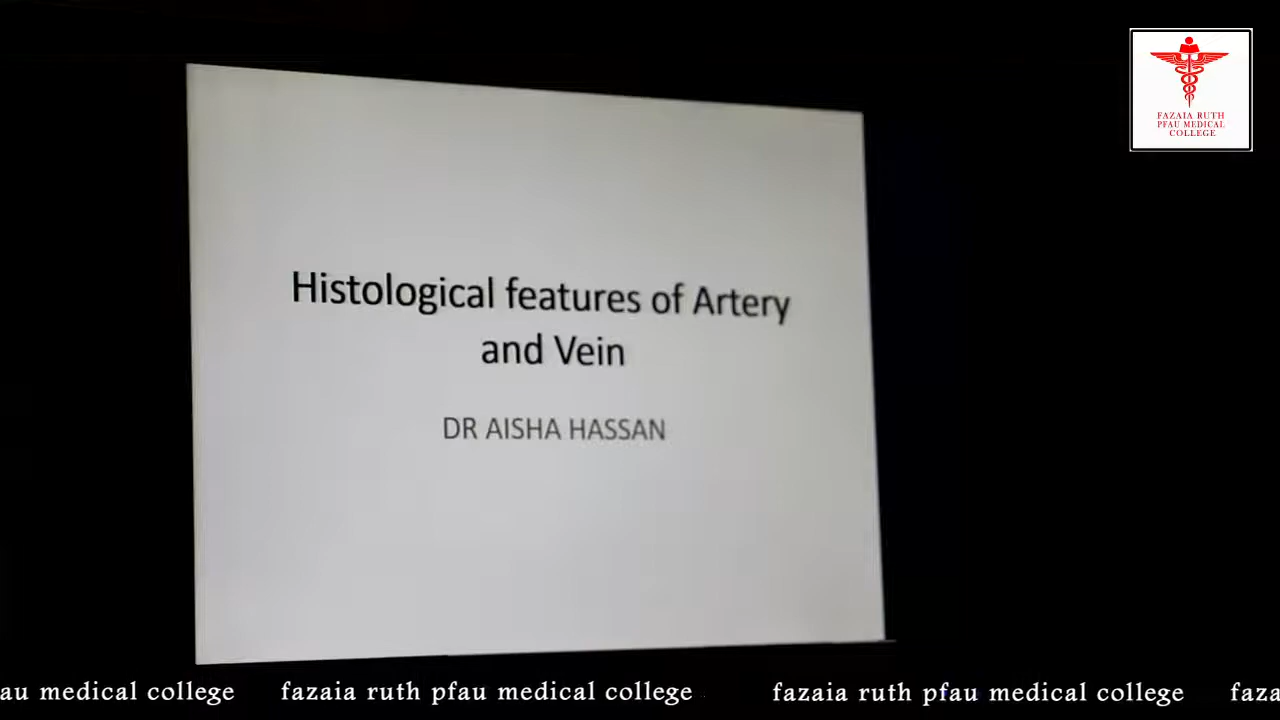 FAZAIA RUTH
PFAU MEDICAL
COLLEGE
Histological features of Artery
and Vein
DR AISHA HASSAN
au medical college fazaia ruth pfau medical college fazaia ruth pfau medical college faza